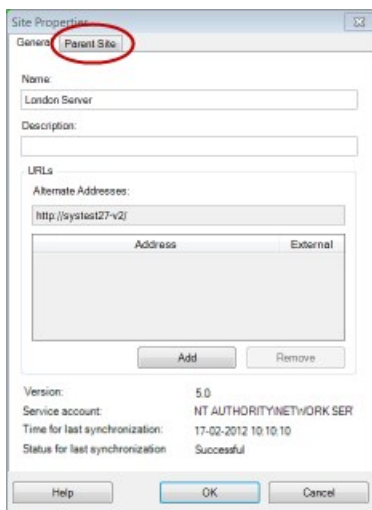 Site Properties
General Parent Site
Name:
London Server
Description:
URLs
Alternate Addresses:
http://systest27-v2/
Address External
Add Remove
Version: 5.0
Service account: NT AUTHORITY\NETWORK SER
Time for last synchronization: 17-02-2012 10:10:10
Status for last synchronization Successful
Help OK Cancel